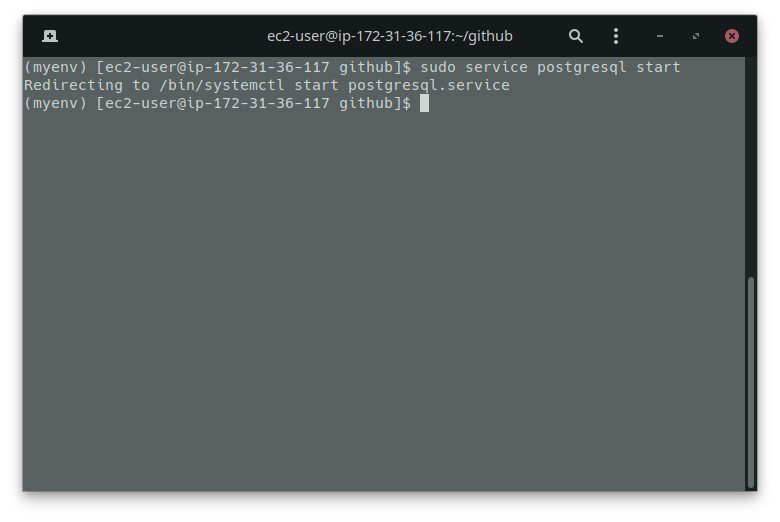 ec2-user@ip-172-31-36-117:~/github
(myenv) [ec2-user@ip-172-31-36-117 github]$ sudo service postgresql start
Redirecting to /bin/systemctl start postgresql.service
(myenv) [ec2-user@ip-172-31-36-117 github]$